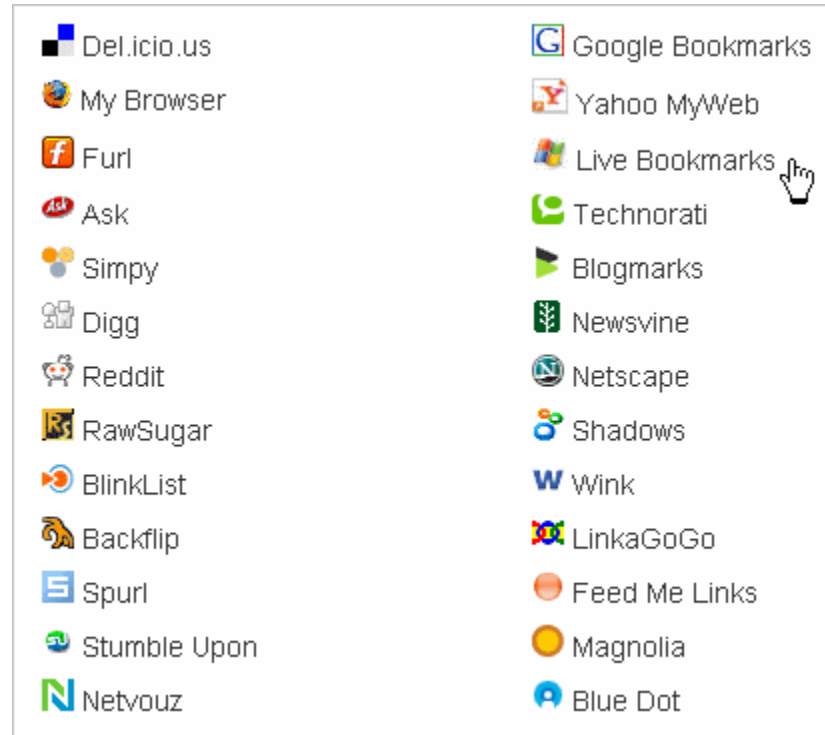 Del.icio.us
My Browser
Furl
Ask
Simpy
Digg
Reddit
RawSugar
BlinkList
Backflip
Spurl
Stumble Upon
Netvouz
Google Bookmarks
Yahoo MyWeb
Live Bookmarks
Technorati
Blogmarks
Newsvine
Netscape
Shadows
Wink
LinkaGoGo
Feed Me Links
Magnolia
Blue Dot